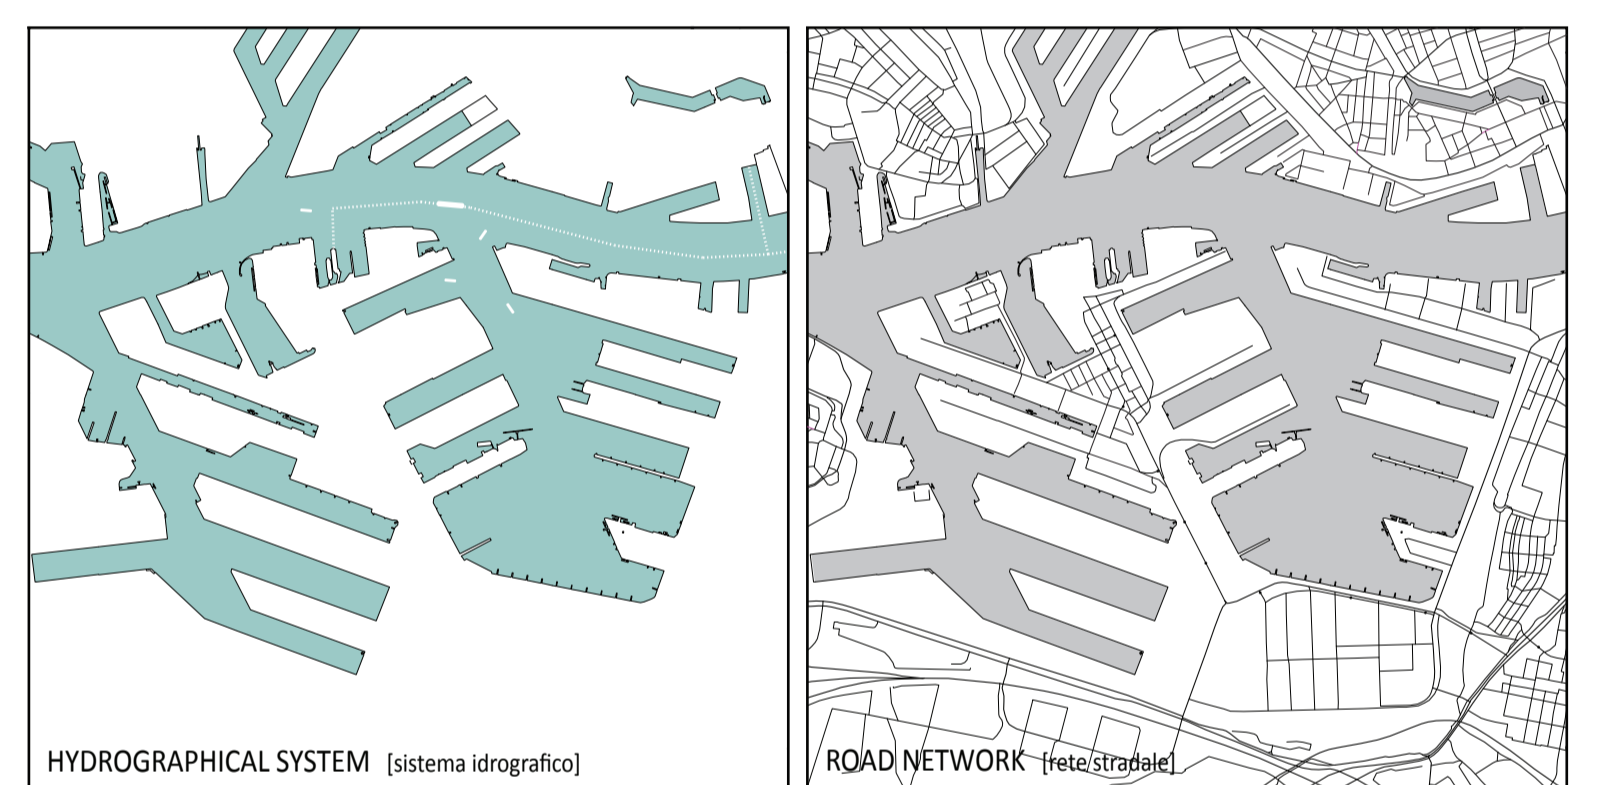 HYDROGRAPHICAL SYSTEM [sistema idrografico]
ROAD NETWORK [rete stradale]